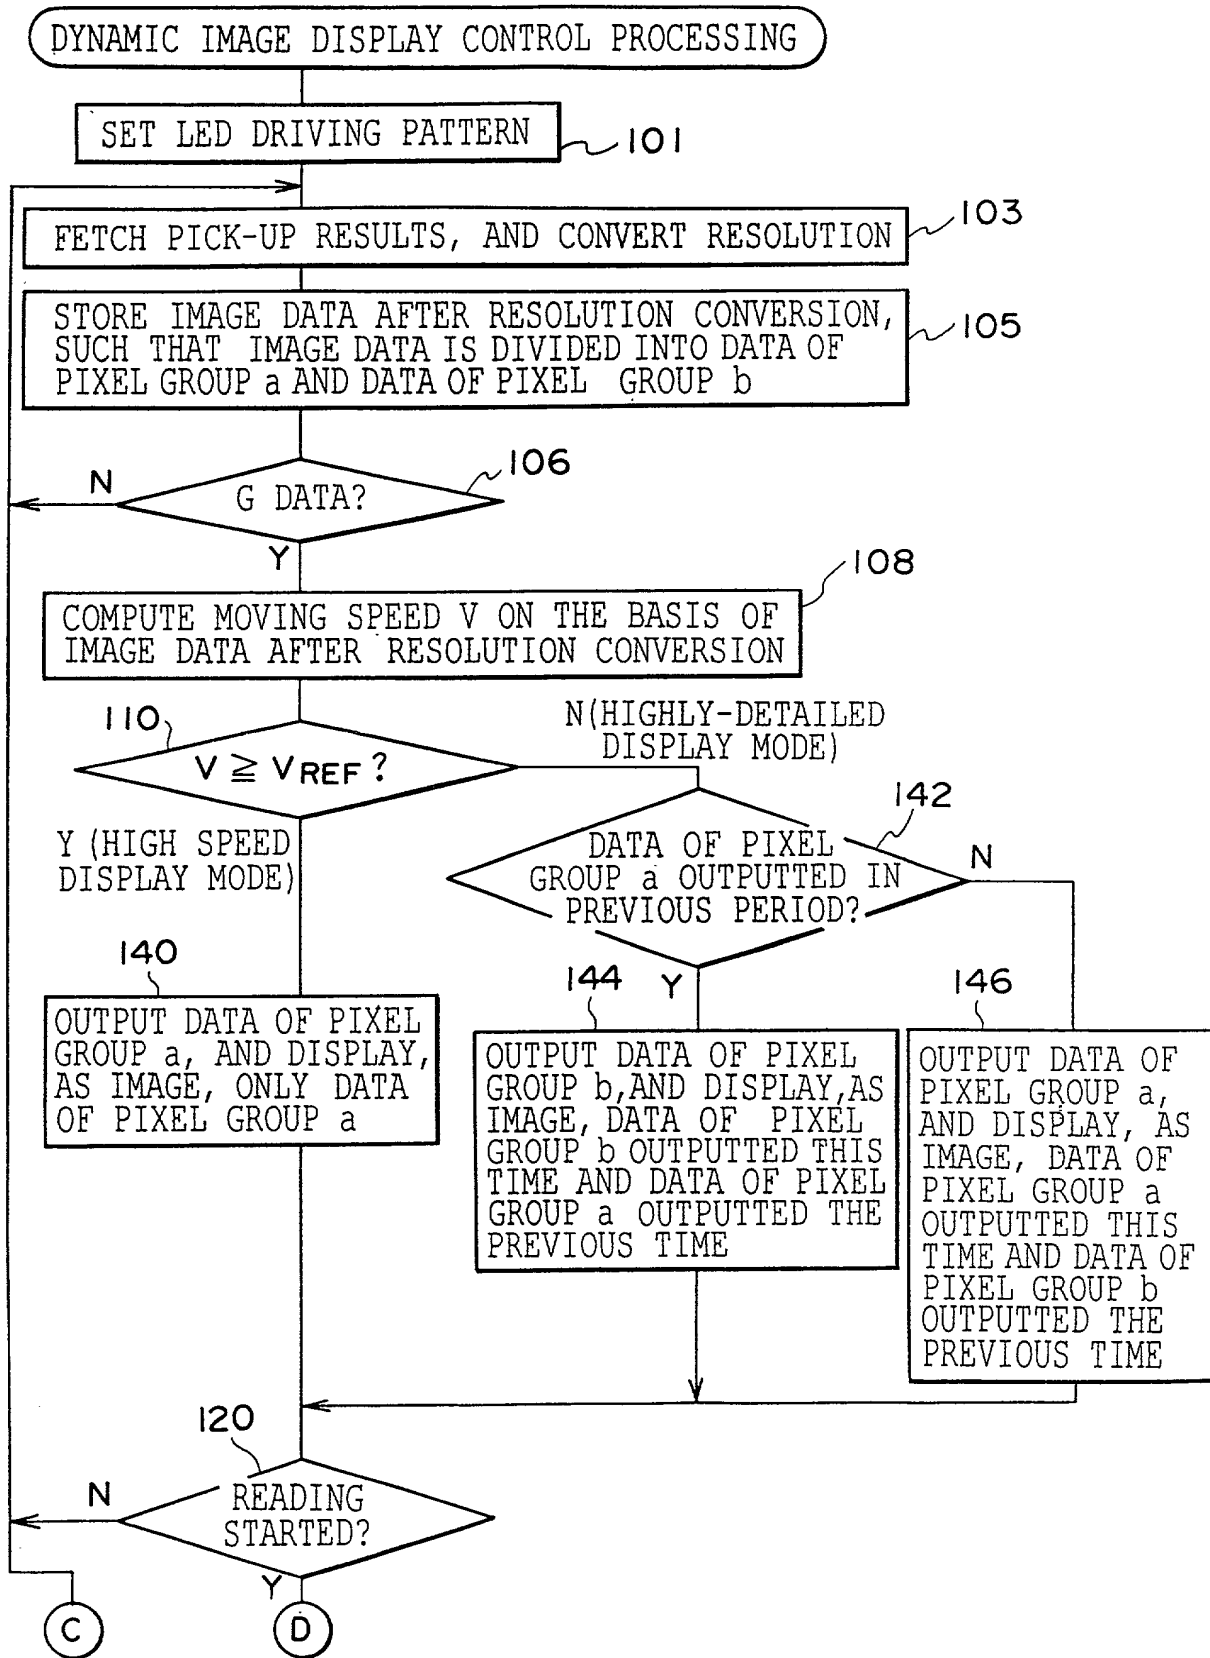 DYNAMIC IMAGE DISPLAY CONTROL PROCESSING
SET LED DRIVING PATTERN
101
FETCH PICK-UP RESULTS, AND CONVERT RESOLUTION
103
STORE IMAGE DATA AFTER RESOLUTION CONVERSION,
SUCH THAT IMAGE DATA IS DIVIDED INTO DATA OF
PIXEL GROUP a AND DATA OF PIXEL GROUP b
105
106
N
G DATA?
Y
108
COMPUTE MOVING SPEED V ON THE BASIS OF
IMAGE DATA AFTER RESOLUTION CONVERSION
110
V ≧ VREF ?
N(HIGHLY-DETAILED
DISPLAY MODE)
Y (HIGH SPEED
DISPLAY MODE)
142
DATA OF PIXEL
GROUP a OUTPUTTED IN
PREVIOUS PERIOD?
N
Y
140
OUTPUT DATA OF PIXEL
GROUP a, AND DISPLAY,
AS IMAGE, ONLY DATA
OF PIXEL GROUP a
144
OUTPUT DATA OF PIXEL
GROUP b,AND DISPLAY,AS
IMAGE, DATA OF PIXEL
GROUP b OUTPUTTED THIS
TIME AND DATA OF PIXEL
GROUP a OUTPUTTED THE
PREVIOUS TIME
146
OUTPUT DATA OF
PIXEL GROUP a,
AND DISPLAY, AS
IMAGE, DATA OF
PIXEL GROUP a
OUTPUTTED THIS
TIME AND DATA OF
PIXEL GROUP b
OUTPUTTED THE
PREVIOUS TIME
120
N
READING
STARTED?
Y
C
D